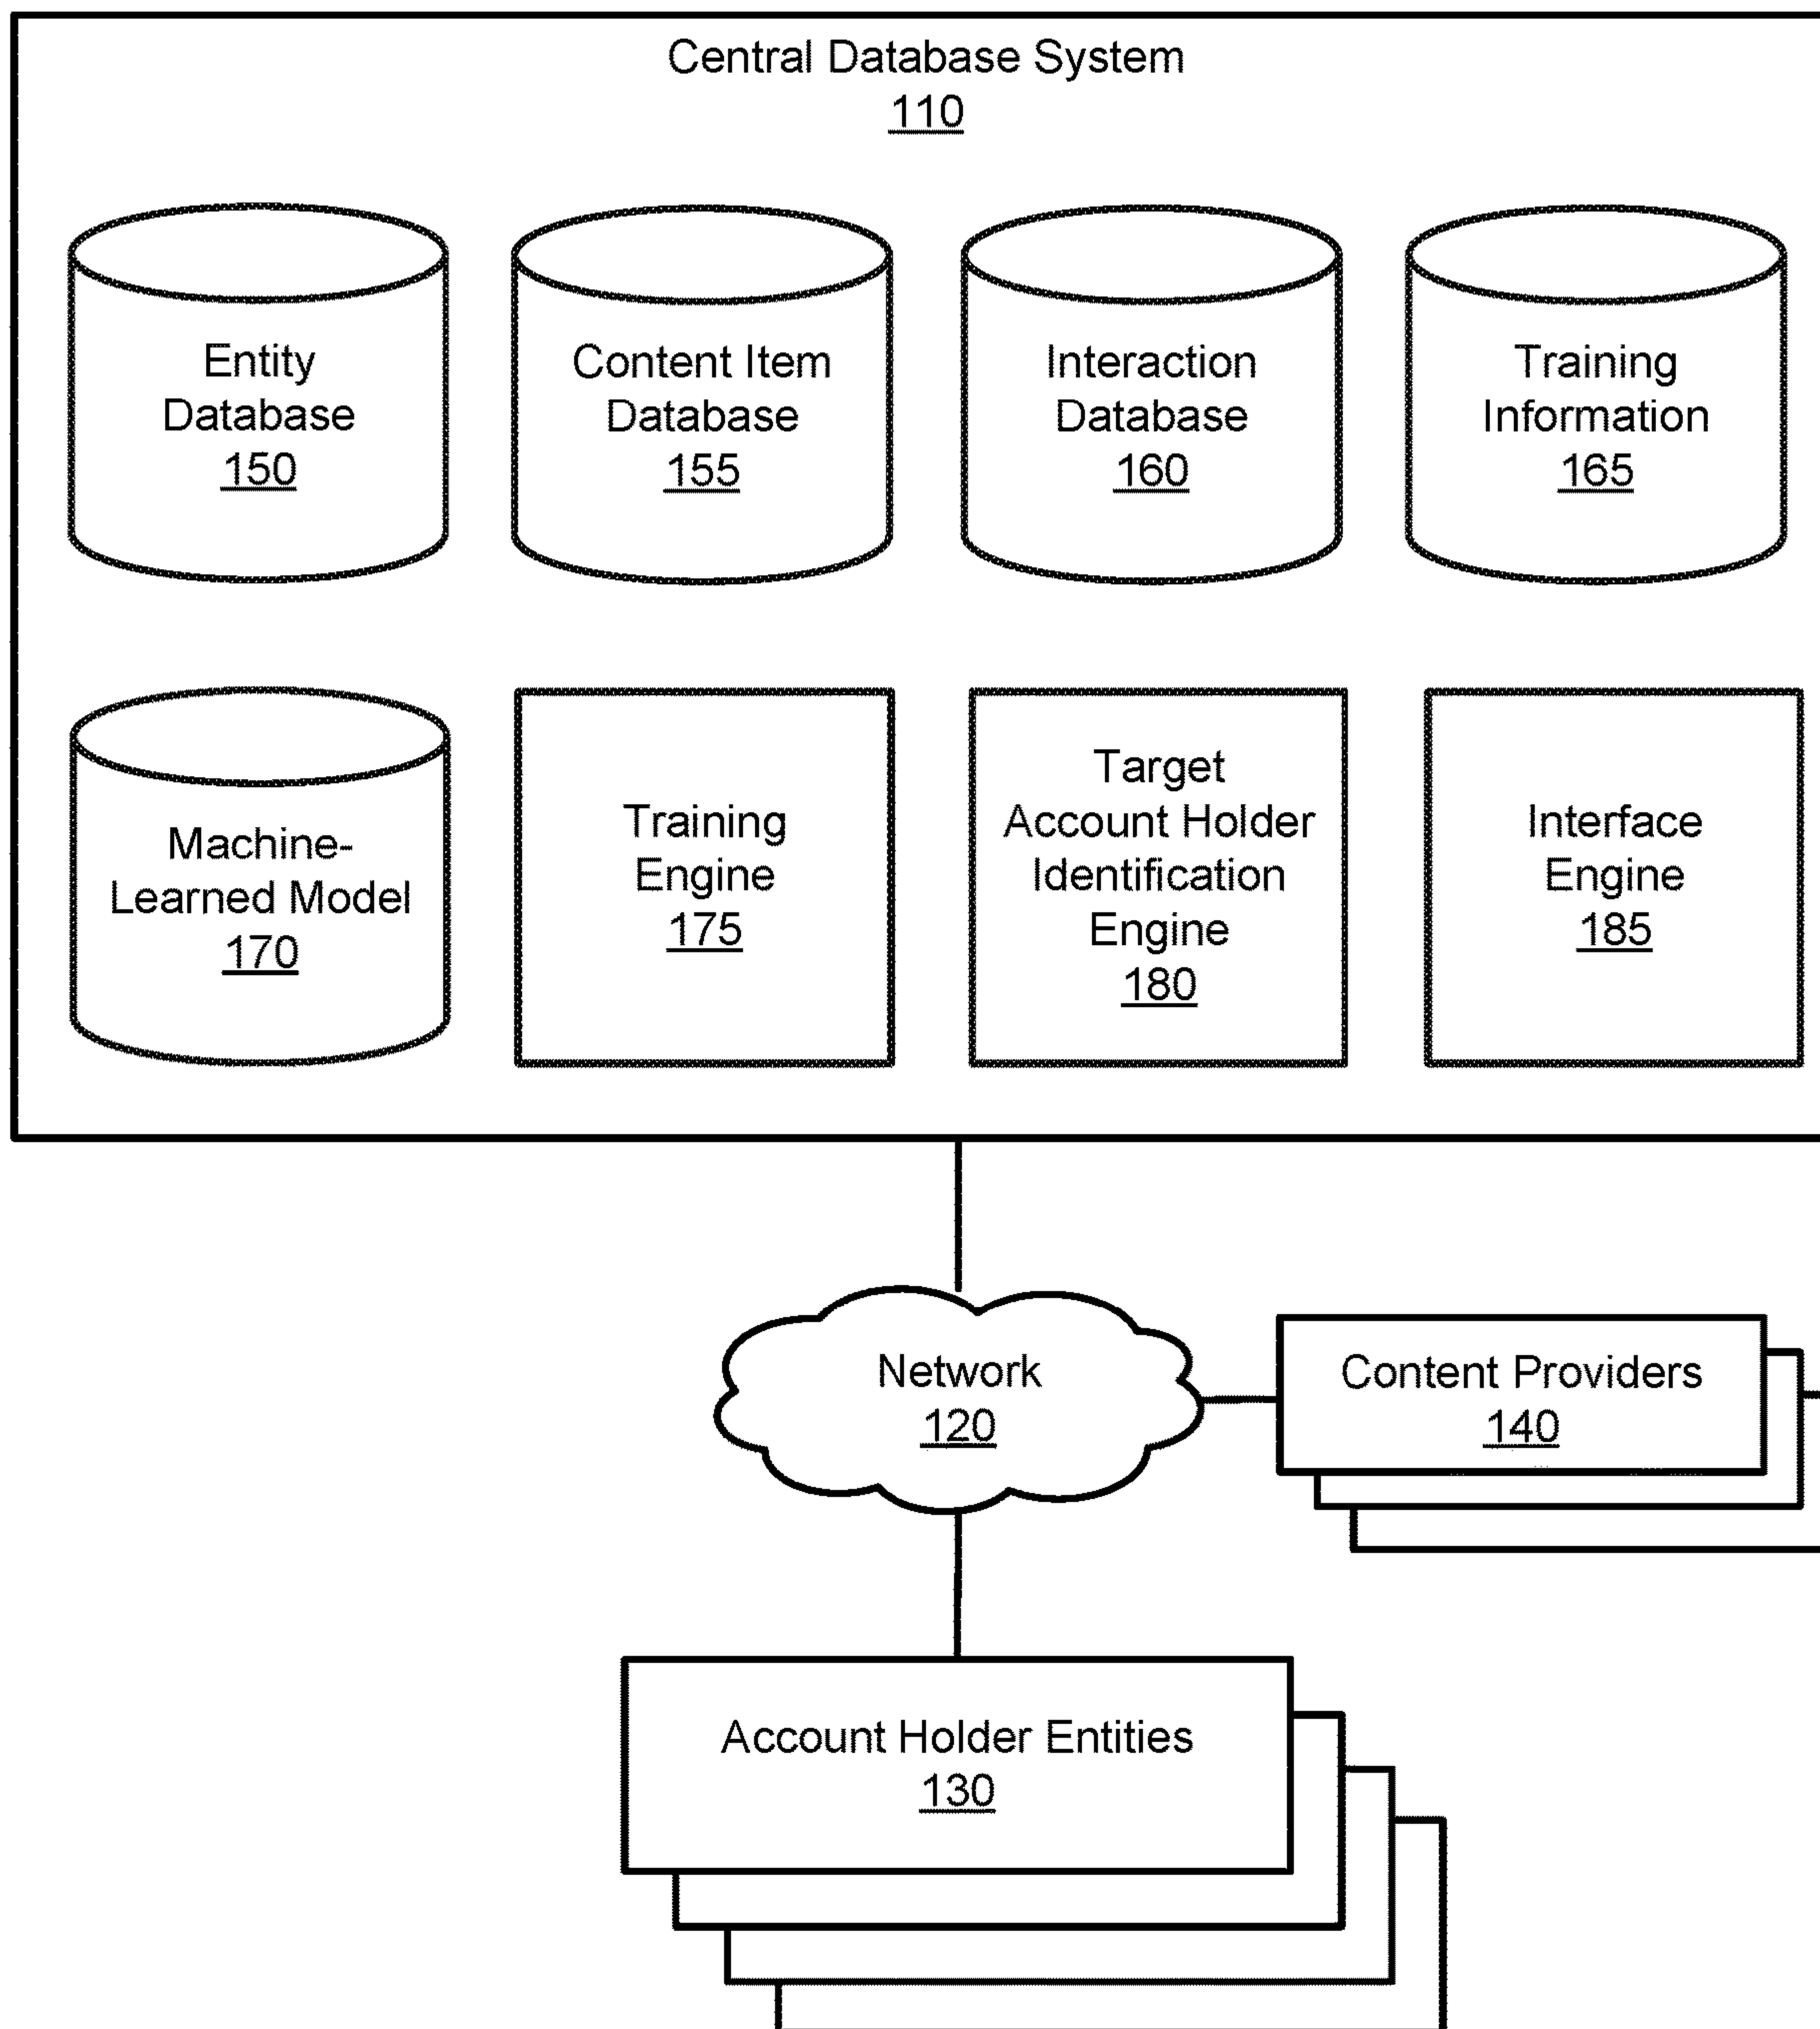 Central Database System
110
Entity
Database
150
Content Item
Database
155
Interaction
Database
160
Training
Information
165
Machine-
Learned Model
170
Training
Engine
175
Target
Account Holder
Identification
Engine
180
Interface
Engine
185
Network
120
Content Providers
140
Account Holder Entities
130